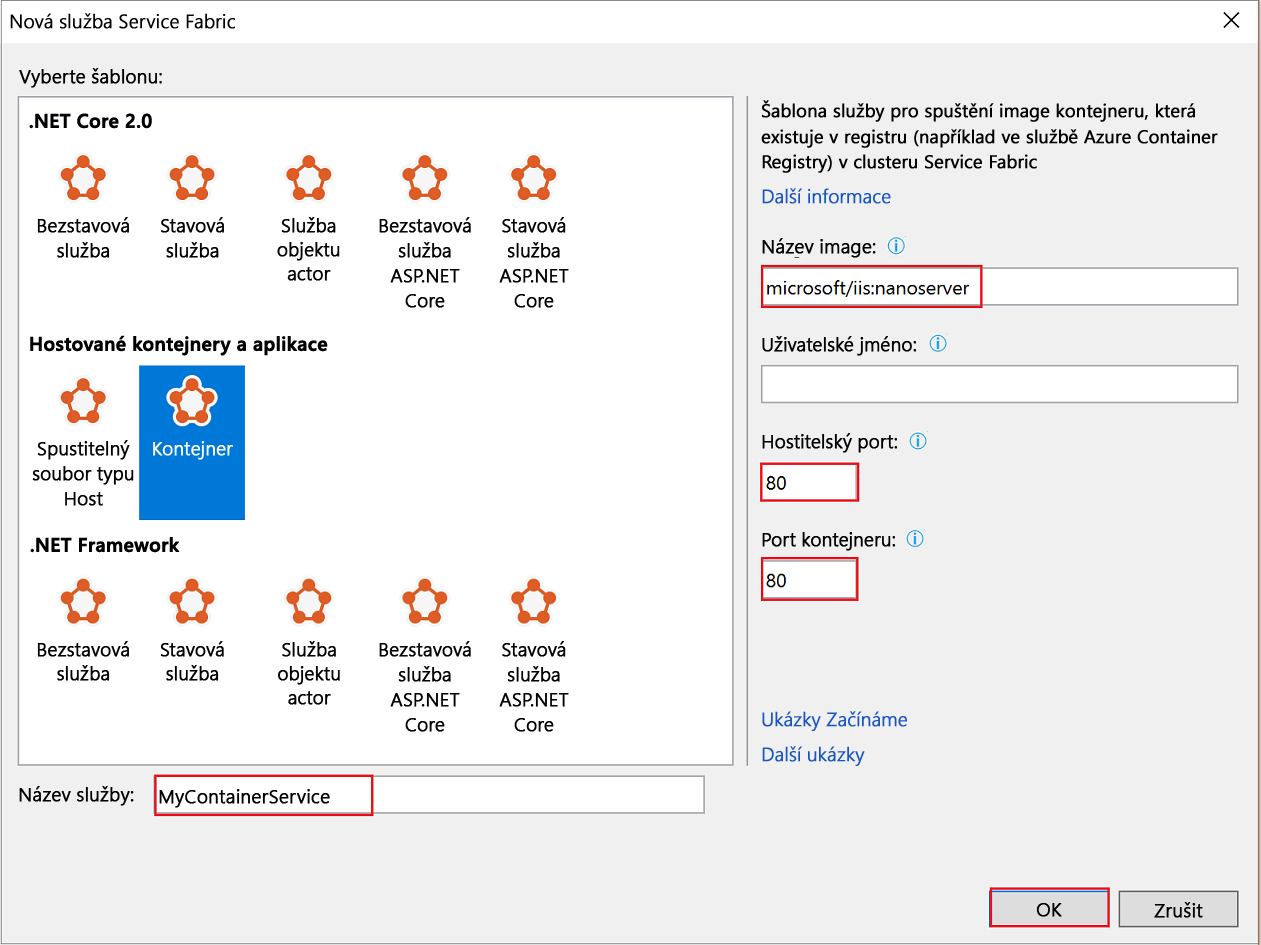 Nová služba Service Fabric
Vyberte šablonu:
.NET Core 2.0
Bezstavová
služba
Stavová
služba
Služba
objektu
actor
Bezstavová
služba
ASP.NET
Core
Stavová
služba
ASP.NET
Core
Hostované kontejnery a aplikace
Spustitelný
soubor typu
Host
Kontejner
.NET Framework
Bezstavová
služba
Stavová
služba
Služba
objektu
actor
Bezstavová
služba
ASP.NET
Core
Stavová
služba
ASP.NET
Core
Název služby:
MyContainerService
Šablona služby pro spuštění image kontejneru, která
existuje v registru (například ve službě Azure Container
Registry) v clusteru Service Fabric
Další informace
Název image:
microsoft/iis:nanoserver
Uživatelské jméno:
Hostitelský port:
80
Port kontejneru:
80
Ukázky Začínáme
Další ukázky
OK
Zrušit